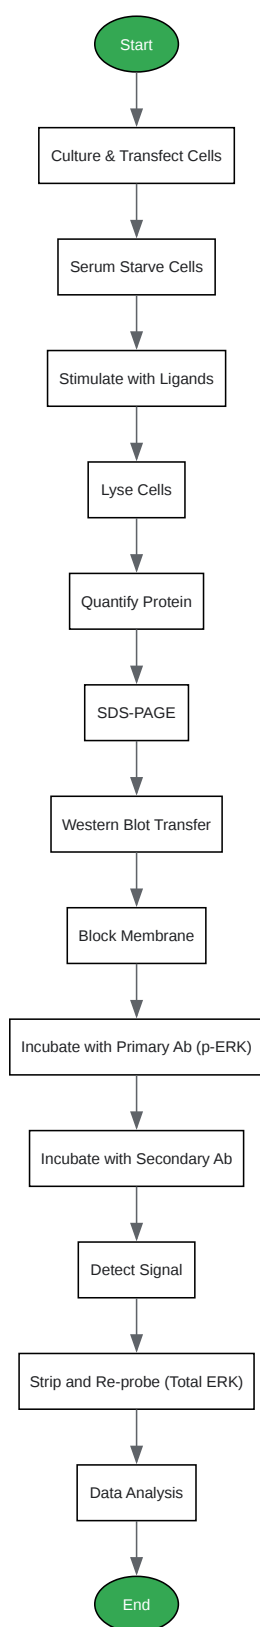 Start
Culture & Transfect Cells
Serum Starve Cells
Stimulate with Ligands
Lyse Cells
Quantify Protein
SDS-PAGE
Western Blot Transfer
Block Membrane
Incubate with Primary Ab (p-ERK)
Incubate with Secondary Ab
Detect Signal
Strip and Re-probe (Total ERK)
Data Analysis
End